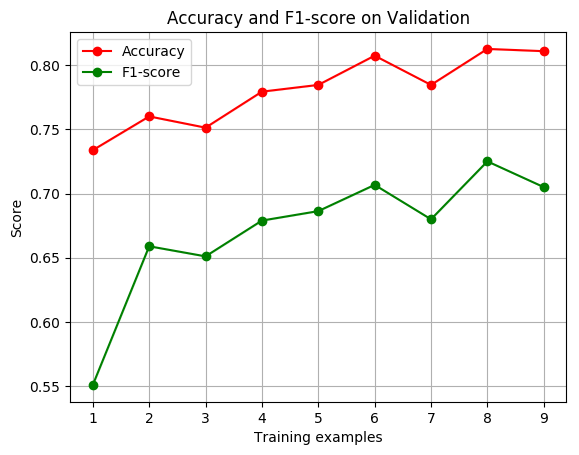 Accuracy and F1-score on Validation
Accuracy
F1-score
Score
0.80
0.75
0.70
0.65
0.60
0.55
1 2 3 4 5 6 7 8 9
Training examples